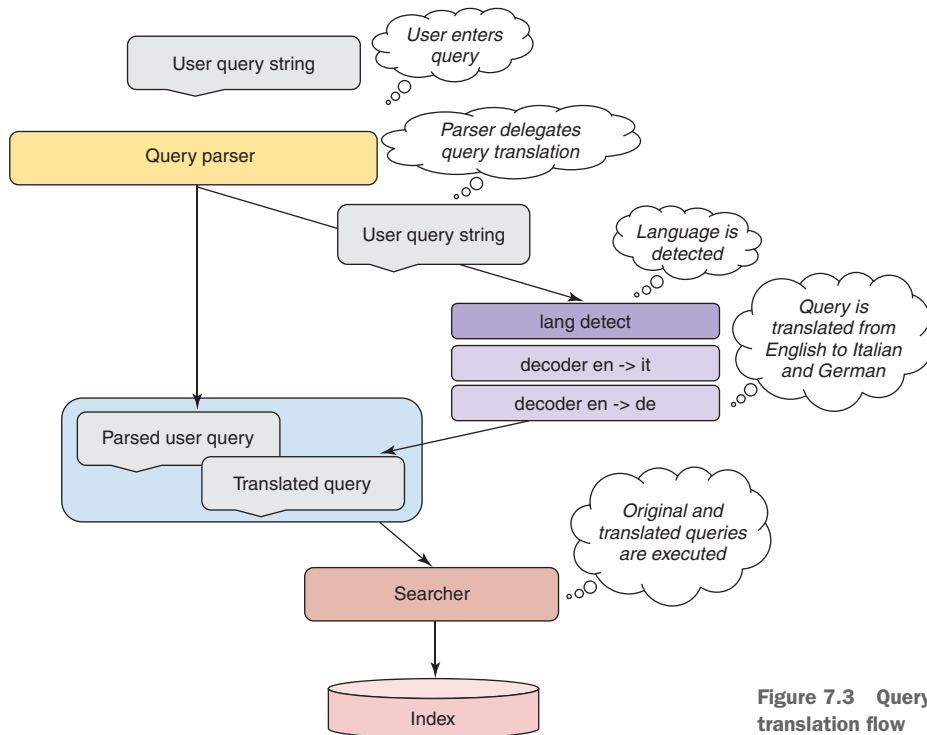 User query string
User enters
query
Query parser
Parser delegates
query translation
User query string
Language is
detected
lang detect
decoder en -> it
decoder en -> de
Query is
translated from
English to Italian
and German
Parsed user query
Translated query
Original and
translated queries
are executed
Searcher
Index
Figure 7.3 Query
translation flow